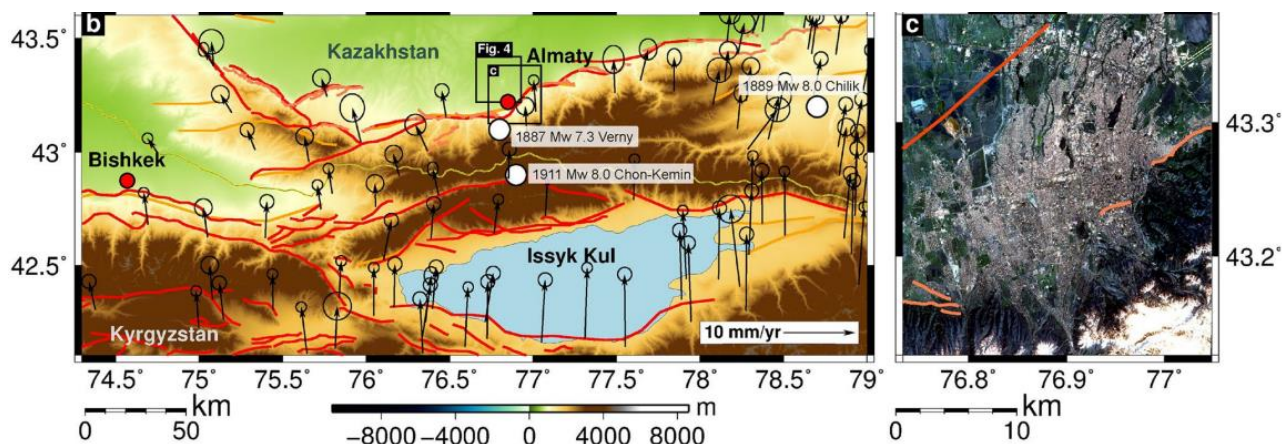 b
Kazakhstan
Fig. 4
c
Almaty
1889 Mw 8.0 Chilik
1887 Mw 7.3 Verny
Bishkek
1911 Mw 8.0 Chon-Kemin
Issyk Kul
Kyrgyzstan
10 mm/yr
43.5°
43°
42.5°
74.5° 75° 75.5° 76° 76.5° 77° 77.5° 78° 78.5° 79
km
0 50
m
−8000 −4000 0 4000 8000
c
43.3°
43.2°
76.8° 76.9° 77°
km
0 10